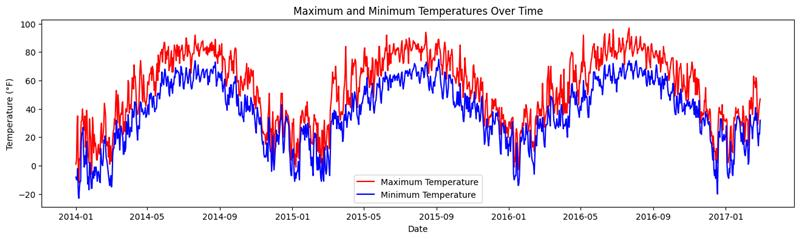 Maximum and Minimum Temperatures Over Time
100
80
60
40
20
0
−20
Temperature (°F)
Maximum Temperature
Minimum Temperature
2014-01 2014-05 2014-09 2015-01 2015-05 2015-09 2016-01 2016-05 2016-09 2017-01
Date